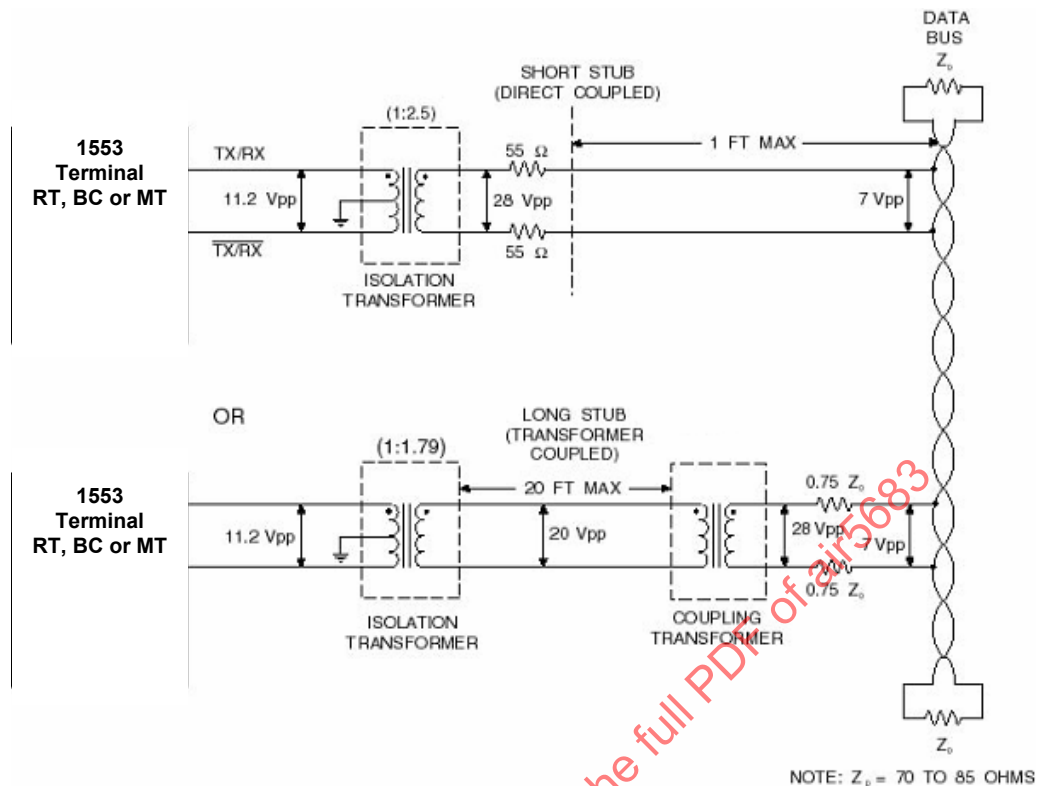 DATA
BUS
Z₀
SHORT STUB
(DIRECT COUPLED)
(1:2.5)
1553
Terminal
RT, BC or MT
TX/RX
11.2 Vpp
T̅X̅/̅R̅X̅
ISOLATION
TRANSFORMER
28 Vpp
55 Ω
55 Ω
1 FT MAX
7 Vpp
OR
LONG STUB
(TRANSFORMER
COUPLED)
(1:1.79)
1553
Terminal
RT, BC or MT
11.2 Vpp
ISOLATION
TRANSFORMER
20 FT MAX
20 Vpp
COUPLING
TRANSFORMER
0.75 Z₀
28 Vpp
7 Vpp
0.75 Z₀
Z₀
NOTE: Z₀ = 70 TO 85 OHMS
he full PDF of air5683